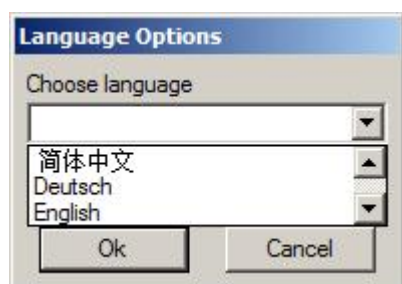 Language Options
Choose language
简体中文
Deutsch
English
Ok
Cancel